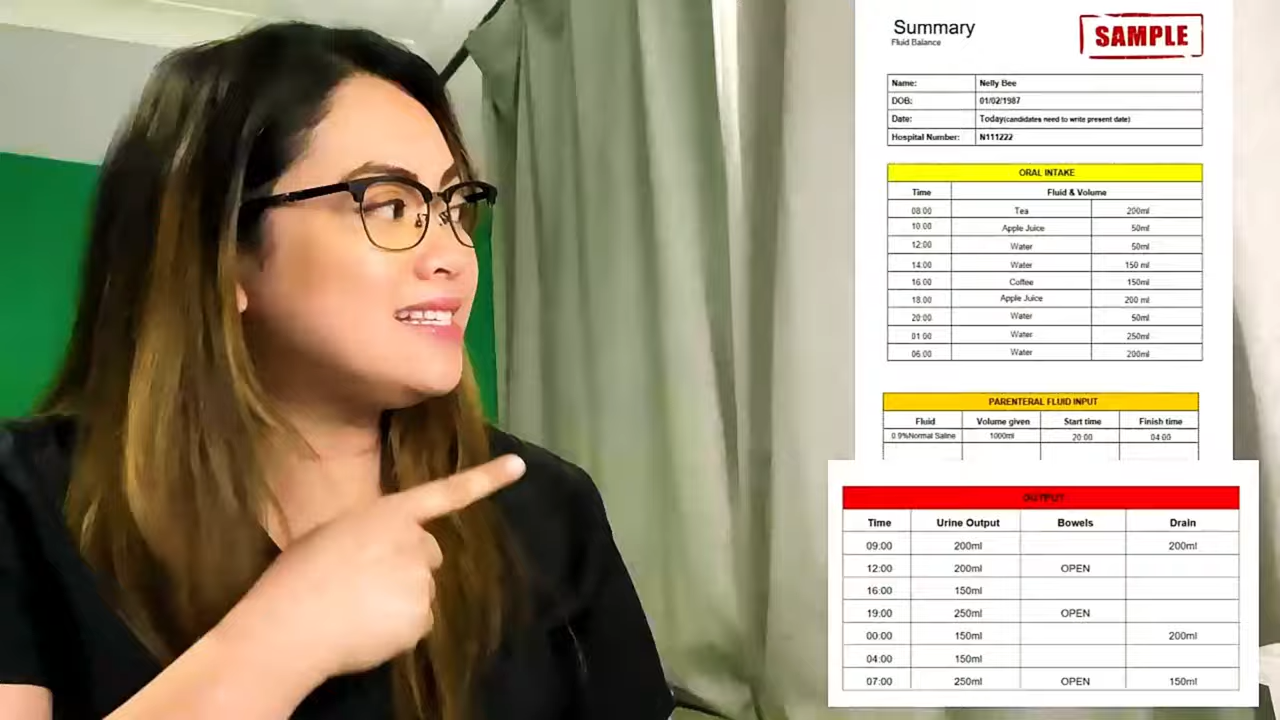 Summary
Fluid Balance
SAMPLE
Name: Nelly Bee
DOB: 01/02/1987
Date: Today(candidates need to write present date)
Hospital Number: N111222
ORAL INTAKE
Time Fluid & Volume
08:00 Tea 200ml
10:00 Apple Juice 50ml
12:00 Water 50ml
14:00 Water 150 ml
16:00 Coffee 150ml
18:00 Apple Juice 200 ml
20:00 Water 50ml
01:00 Water 250ml
06:00 Water 200ml
PARENTERAL FLUID INPUT
Fluid Volume given Start time Finish time
0.9%Normal Saline 1000ml 20:00 04:00
OUTPUT
Time Urine Output Bowels Drain
09:00 200ml 200ml
12:00 200ml OPEN
16:00 150ml
19:00 250ml OPEN
00:00 150ml 200ml
04:00 150ml
07:00 250ml OPEN 150ml